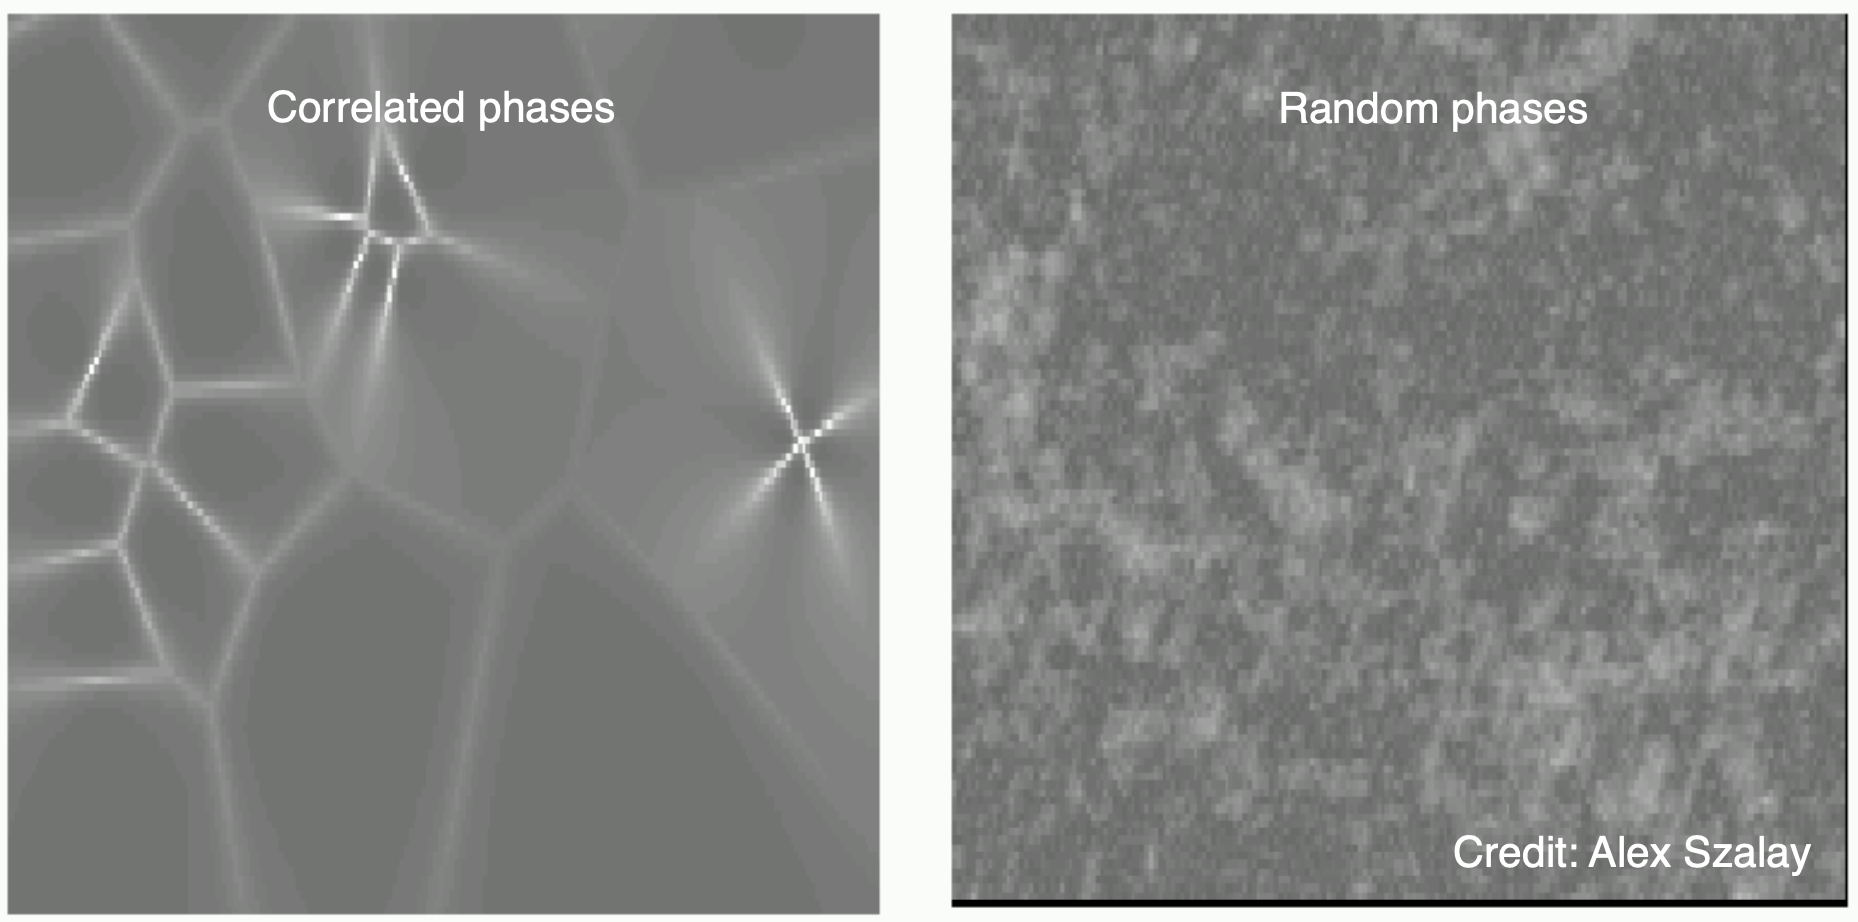 Correlated phases
Random phases
Credit: Alex Szalay